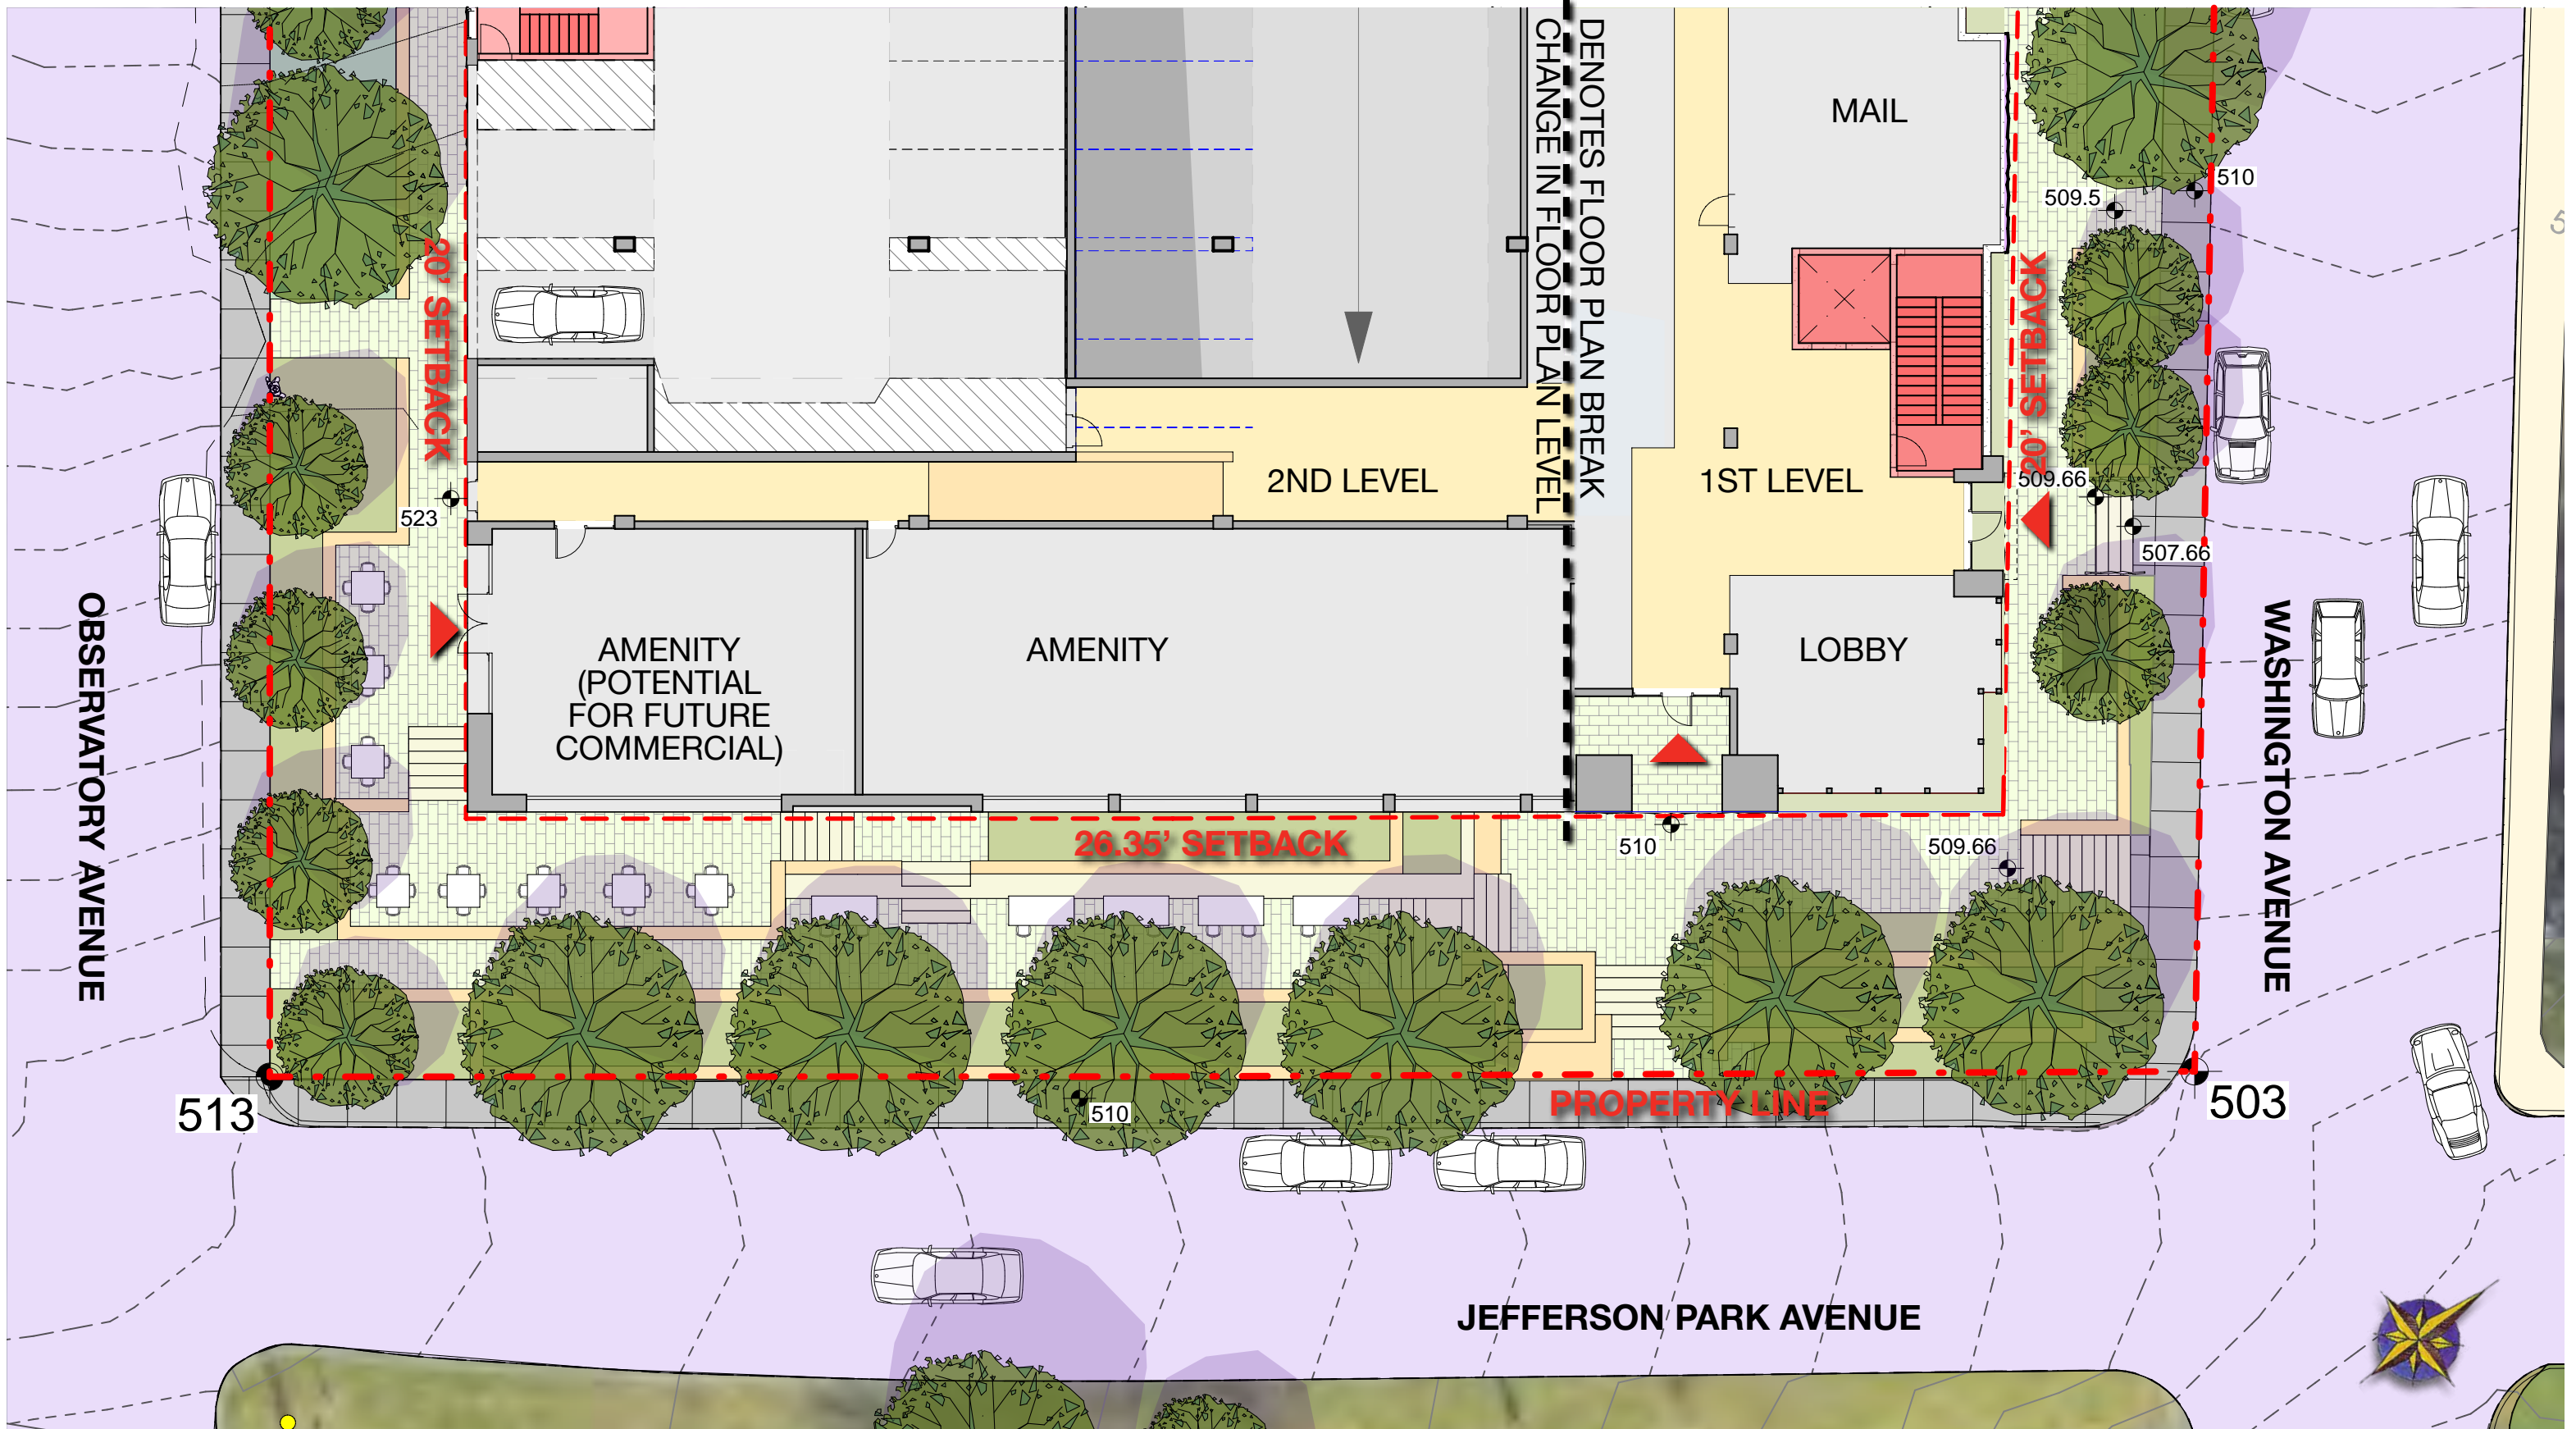 CHANGE IN FLOOR PLAN LEVEL
DENOTES FLOOR PLAN BREAK
MAIL
510
509.5
20' SETBACK
20' SETBACK
2ND LEVEL
1ST LEVEL
509.66
523
507.66
OBSERVATORY AVENUE
WASHINGTON AVENUE
AMENITY
(POTENTIAL
FOR FUTURE
COMMERCIAL)
AMENITY
LOBBY
26.35' SETBACK
510
509.66
513
510
PROPERTY LINE
503
JEFFERSON PARK AVENUE